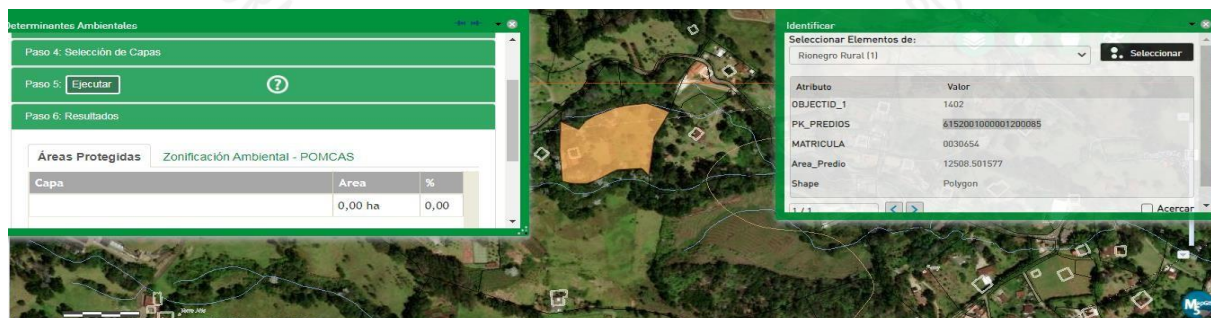 Determinantes Ambientales
Paso 4: Selección de Capas
Paso 5: Ejecutar ?
Paso 6: Resultados
Áreas Protegidas Zonificación Ambiental - POMCAS
Capa Area %
0,00 ha 0,00
Identificar
Seleccionar Elementos de:
Rionegro Rural (1) Seleccionar
Atributo Valor
OBJECTID_1 1402
PK_PREDIOS 6152001000001200085
MATRICULA 0030654
Area_Predio 12508.501577
Shape Polygon
1 / 1 < > Acercar